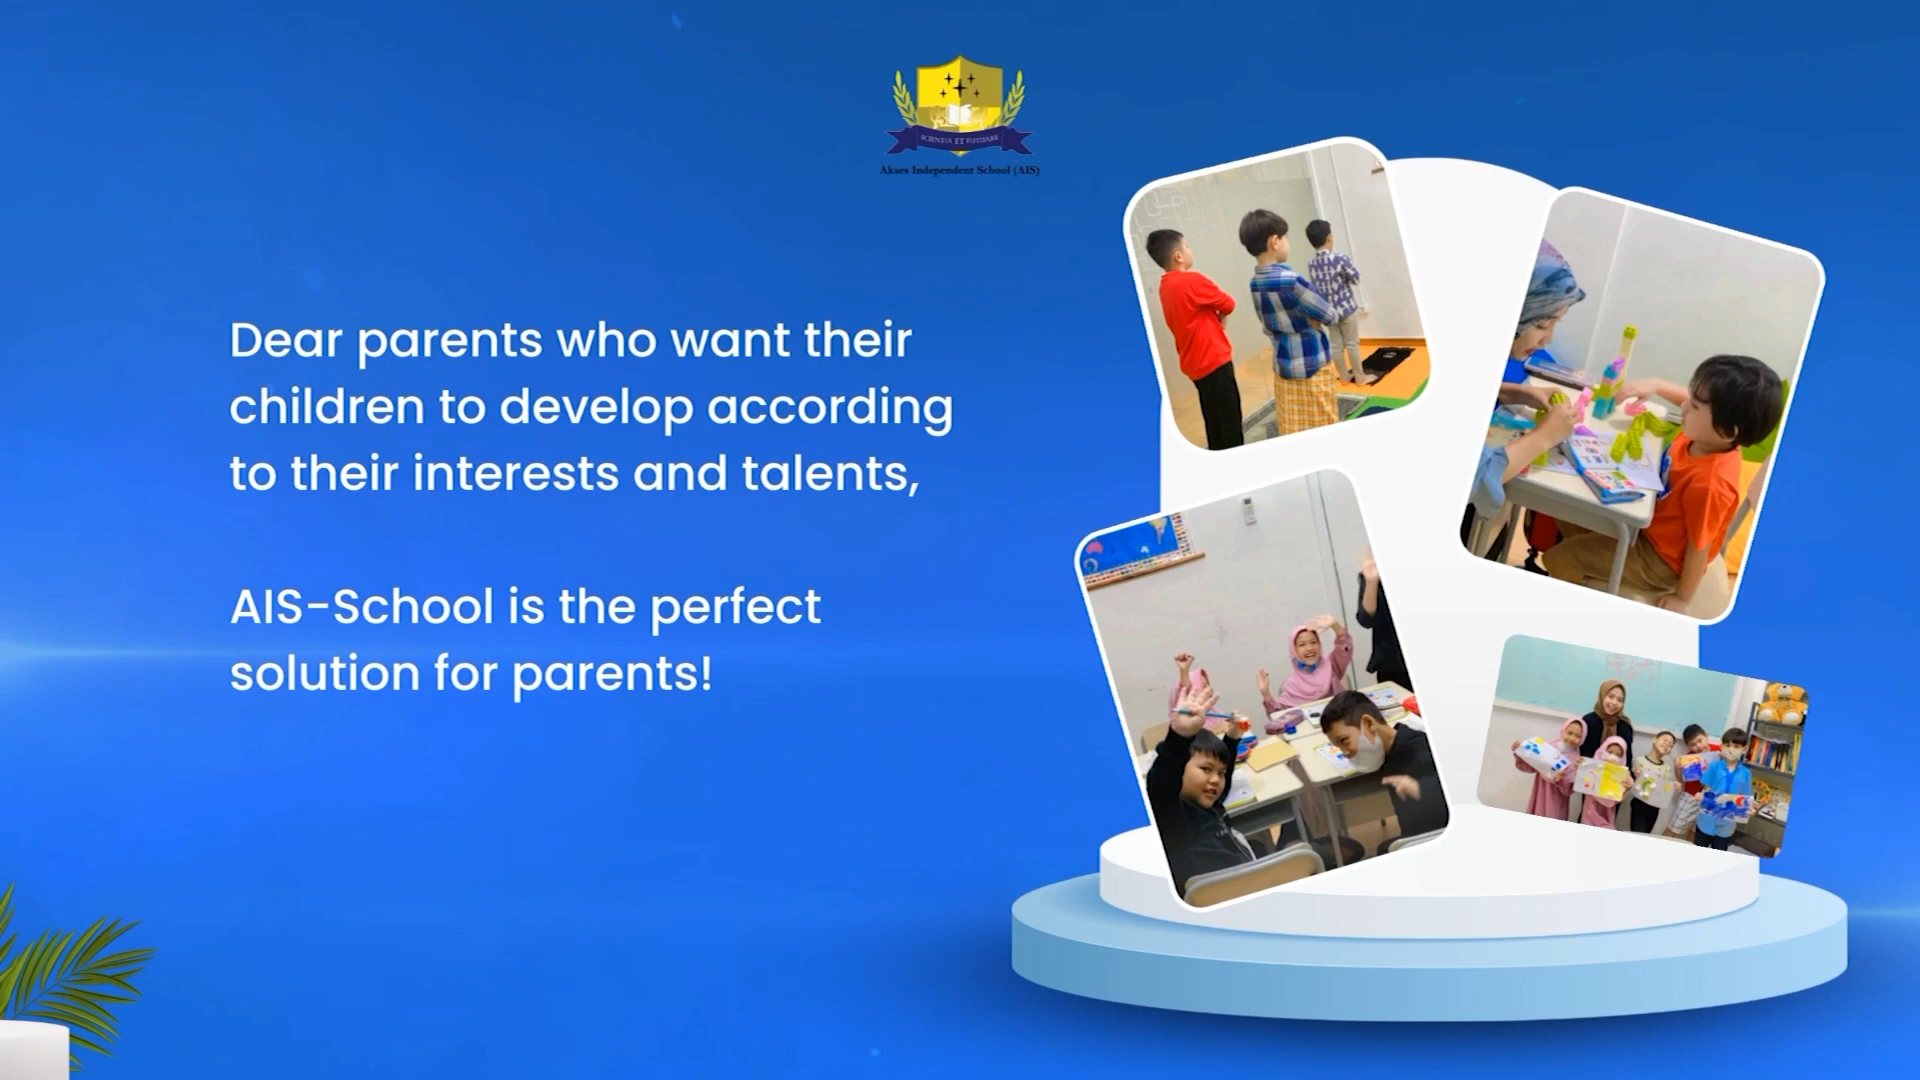 SCIENTIA ET
Akses Independent School (AIS)
Dear parents who want their
children to develop according
to their interests and talents,
AIS-School is the perfect
solution for parents!